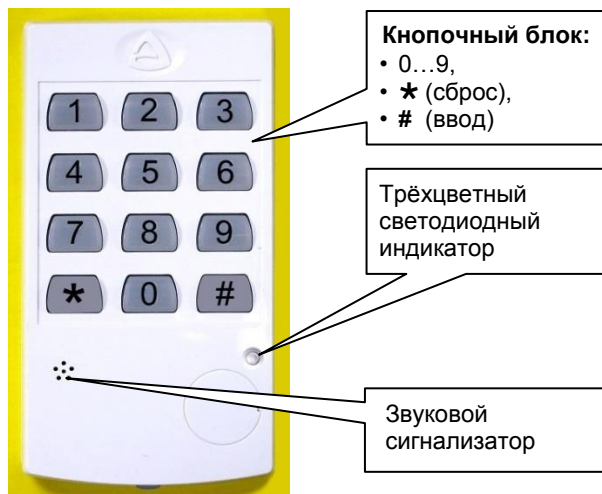 Кнопочный блок:
• 0…9,
• * (сброс),
• # (ввод)
1 2 3
4 5 6
7 8 9
* 0 #
Трёхцветный
светодиодный
индикатор
Звуковой
сигнализатор